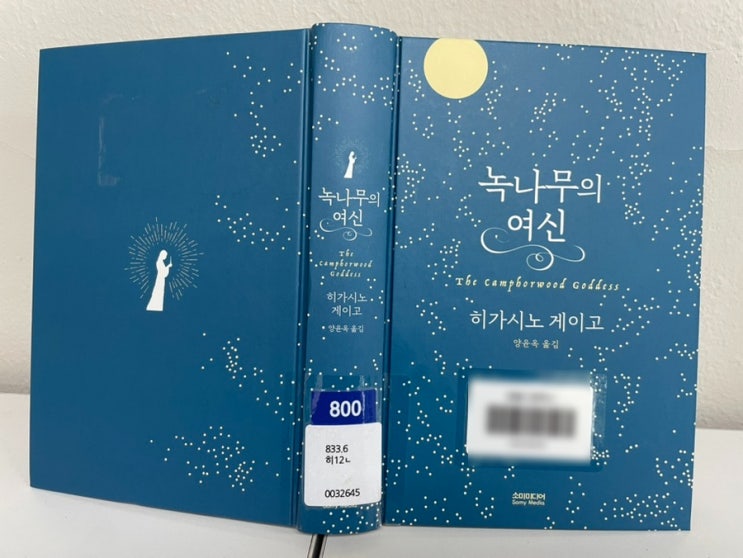 녹나무의
여신
The
Camphorwood
Goddess
히가시노
게이고
양윤옥 옮김
800
833.6
히12ㄴ
0032645
녹나무의
여신
The Camphorwood Goddess
히가시노 게이고
양윤옥 옮김
소미미디어
Somy Media